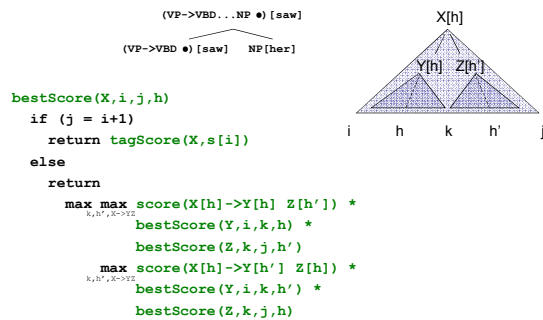 (VP->VBD...NP ●)[saw]
(VP->VBD ●)[saw] NP[her]
X[h]
Y[h] Z[h']
i h k h' j
bestScore(X,i,j,h)
if (j = i+1)
return tagScore(X,s[i])
else
return
max max score(X[h]->Y[h] Z[h']) *
k,h',X->YZ
bestScore(Y,i,k,h) *
bestScore(Z,k,j,h')
max score(X[h]->Y[h'] Z[h]) *
k,h',X->YZ
bestScore(Y,i,k,h') *
bestScore(Z,k,j,h)